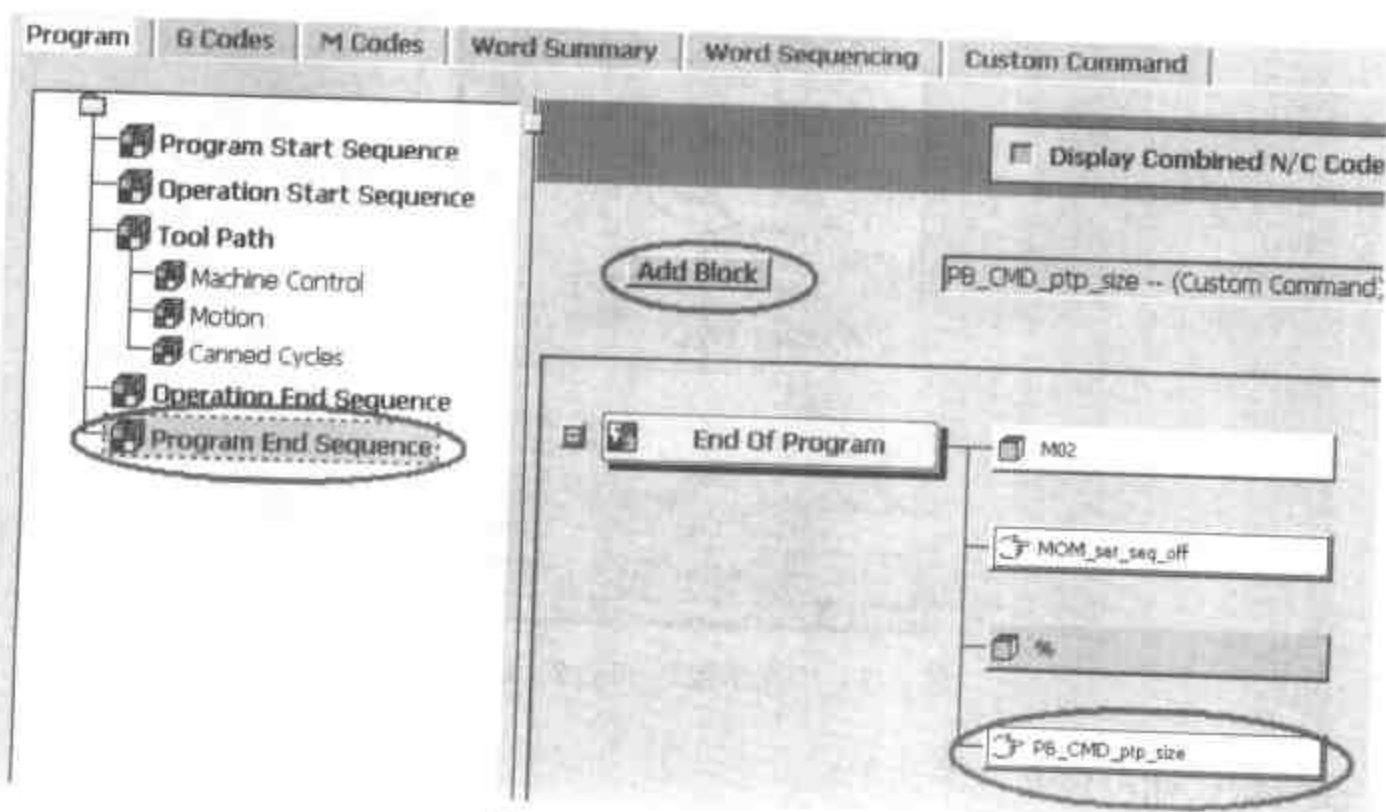 Program G Codes M Codes Word Summary Word Sequencing Custom Command
Program Start Sequence
Operation Start Sequence
Tool Path
Machine Control
Motion
Canned Cycles
Operation End Sequence
Program End Sequence
Display Combined N/C Code
Add Block
PB_CMD_ptp_size -- (Custom Command)
End Of Program
M02
MOM_set_seq_off
%
PB_CMD_ptp_size